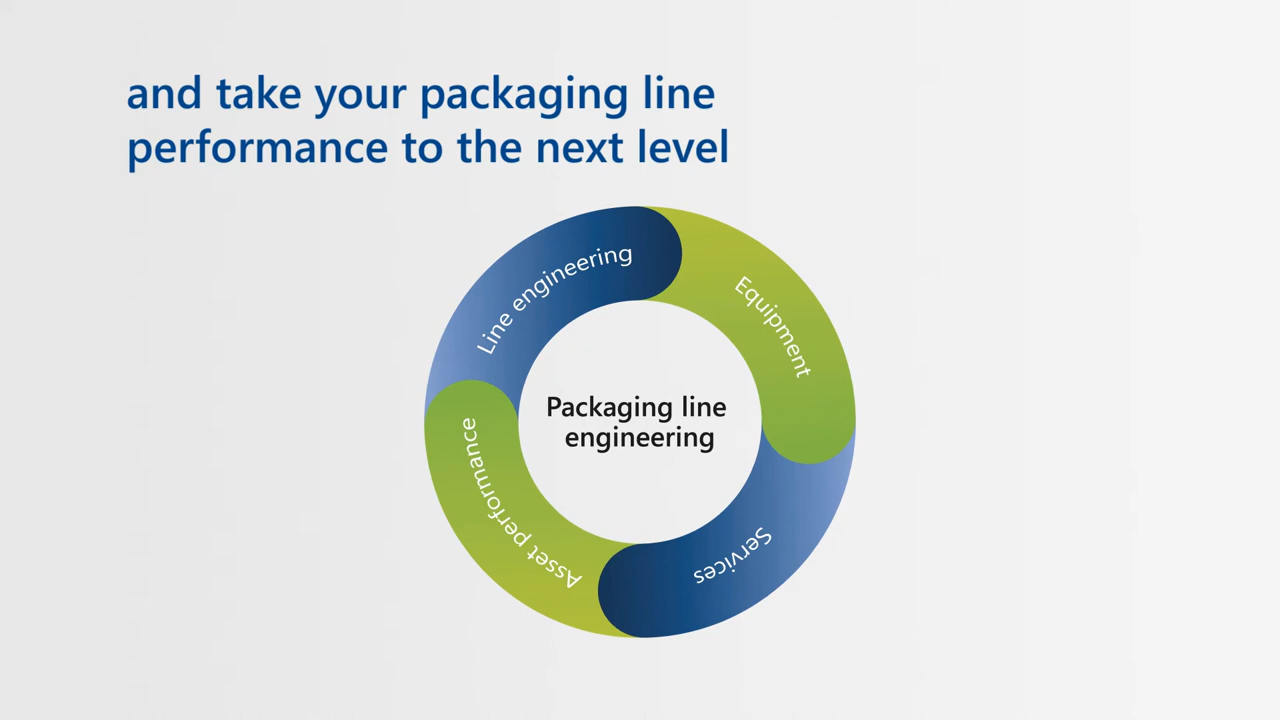 and take your packaging line
performance to the next level
Line engineering
Equipment
Packaging line
engineering
Asset performance
Services